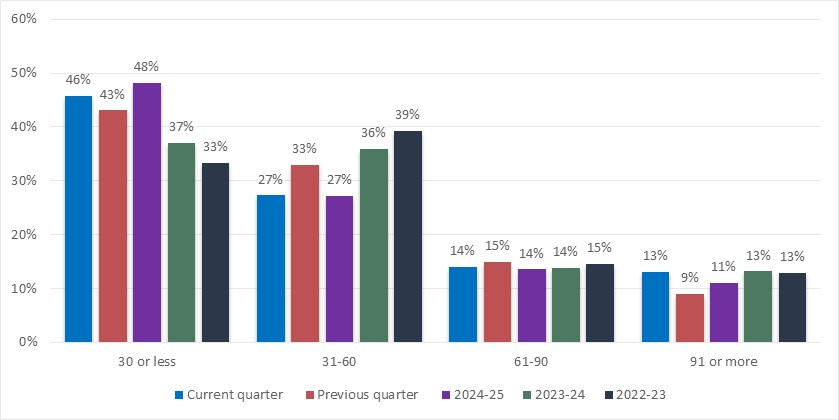 60%
50%
40%
30%
20%
10%
0%
46% 43% 48% 37% 33%
27% 33% 27% 36% 39%
14% 15% 14% 14% 15%
13% 9% 11% 13% 13%
30 or less 31-60 61-90 91 or more
Current quarter Previous quarter 2024-25 2023-24 2022-23